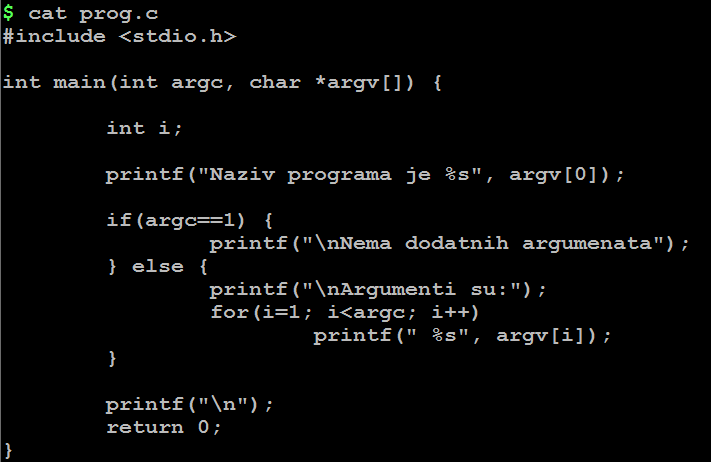 $ cat prog.c
#include <stdio.h>
int main(int argc, char *argv[]) {
int i;
printf("Naziv programa je %s", argv[0]);
if(argc==1) {
printf("\nNema dodatnih argumenata");
} else {
printf("\nArgumenti su:");
for(i=1; i<argc; i++)
printf(" %s", argv[i]);
}
printf("\n");
return 0;
}